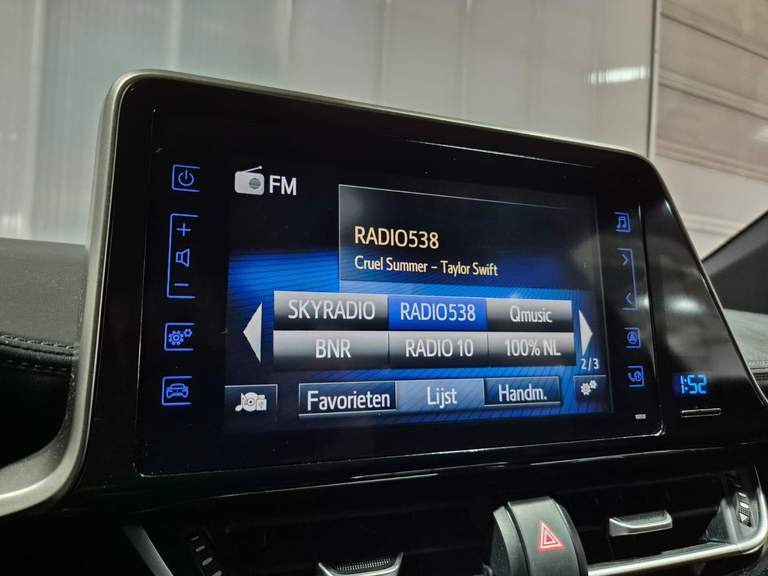 FM
RADIO538
Cruel Summer – Taylor Swift
SKYRADIO RADIO538 Qmusic
BNR RADIO 10 100% NL
2/3
Favorieten Lijst Handm.
1:52